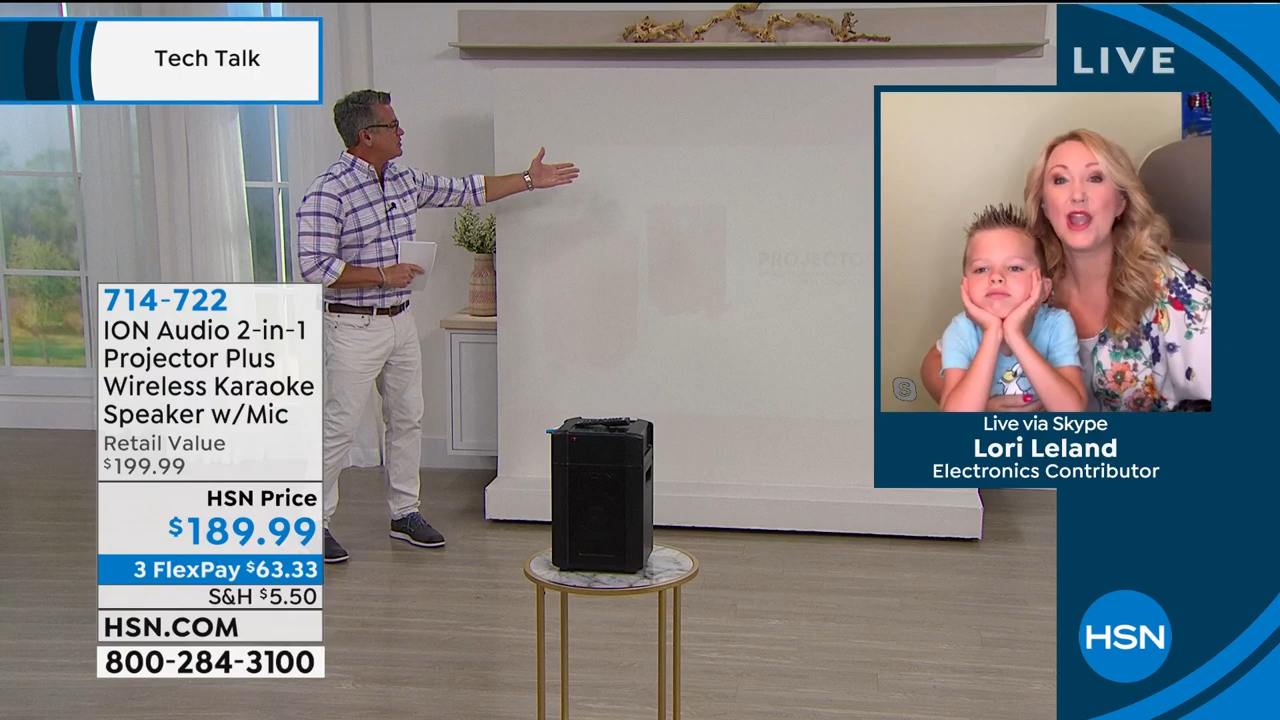 Tech Talk
LIVE
714-722
ION Audio 2-in-1
Projector Plus
Wireless Karaoke
Speaker w/Mic
Retail Value
$199.99
HSN Price
$189.99
3 FlexPay $63.33
S&H $5.50
HSN.COM
800-284-3100
PROJECTO
S
Live via Skype
Lori Leland
Electronics Contributor
HSN